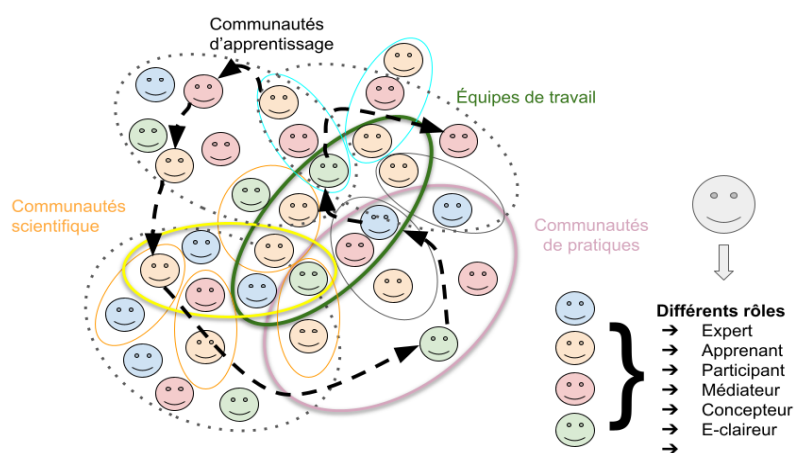 Communautés
d'apprentissage
Équipes de travail
Communautés
scientifique
Communautés
de pratiques
Différents rôles
➔ Expert
➔ Apprenant
➔ Participant
➔ Médiateur
➔ Concepteur
➔ E-claireur
➔